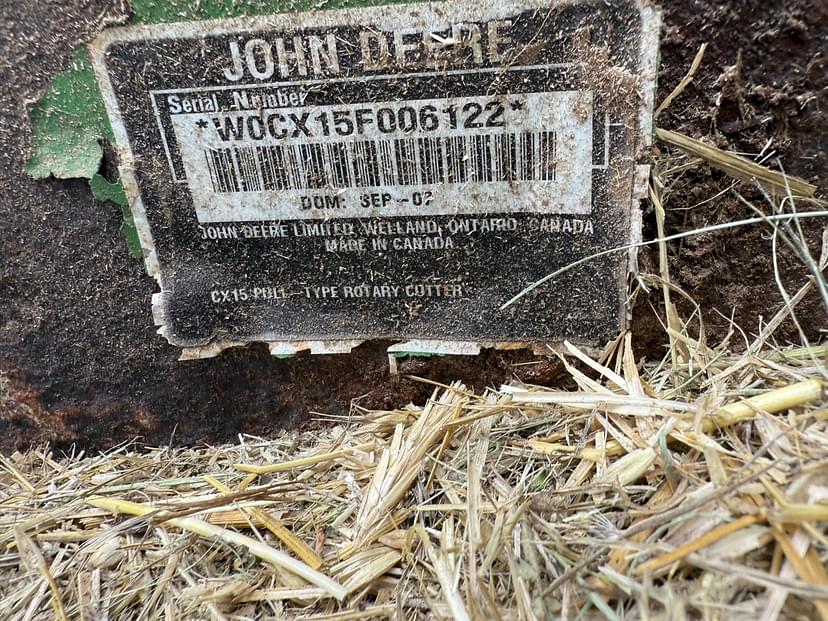 JOHN DEERE
Serial Number
*W0CX15F006122*
DOM: SEP-07
JOHN DEERE LIMITED, WELLAND, ONTARIO, CANADA
MADE IN CANADA
CX15 PULL-TYPE ROTARY CUTTER